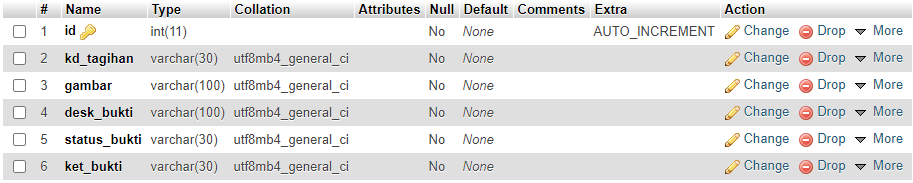 # Name Type Collation Attributes Null Default Comments Extra Action
1 id int(11) No None AUTO_INCREMENT Change Drop More
2 kd_tagihan varchar(30) utf8mb4_general_ci No None Change Drop More
3 gambar varchar(100) utf8mb4_general_ci No None Change Drop More
4 desk_bukti varchar(100) utf8mb4_general_ci No None Change Drop More
5 status_bukti varchar(30) utf8mb4_general_ci No None Change Drop More
6 ket_bukti varchar(30) utf8mb4_general_ci No None Change Drop More